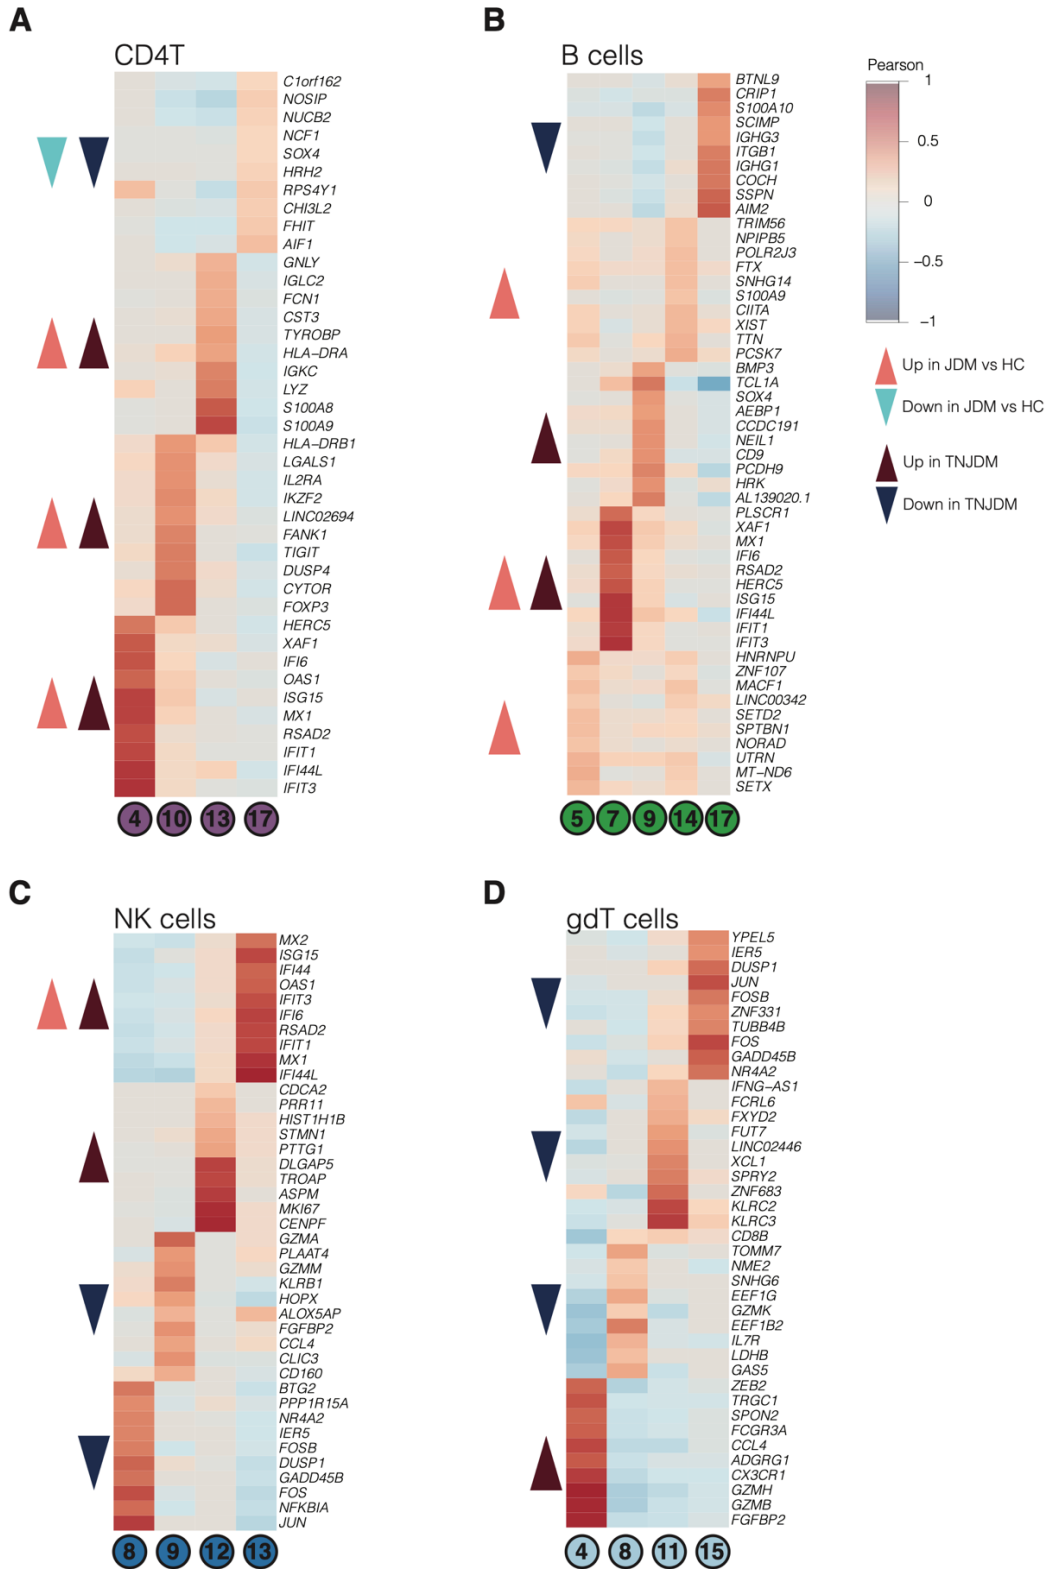 A
CD4T
C1orf162
NOSIP
NUCB2
NCF1
SOX4
HRH2
RPS4Y1
CHI3L2
FHIT
AIF1
GNLY
IGLC2
FCN1
CST3
TYROBP
HLA−DRA
IGKC
LYZ
S100A8
S100A9
HLA−DRB1
LGALS1
IL2RA
IKZF2
LINC02694
FANK1
TIGIT
DUSP4
CYTOR
FOXP3
HERC5
XAF1
IFI6
OAS1
ISG15
MX1
RSAD2
IFIT1
IFI44L
IFIT3
4 10 13 17
B
B cells
BTNL9
CRIP1
S100A10
SCIMP
IGHG3
ITGB1
IGHG1
COCH
SSPN
AIM2
TRIM56
NPIPB5
POLR2J3
FTX
SNHG14
S100A9
CIITA
XIST
TTN
PCSK7
BMP3
TCL1A
SOX4
AEBP1
CCDC191
NEIL1
CD9
PCDH9
HRK
AL139020.1
PLSCR1
XAF1
MX1
IFI6
RSAD2
HERC5
ISG15
IFI44L
IFIT1
IFIT3
HNRNPU
ZNF107
MACF1
LINC00342
SETD2
SPTBN1
NORAD
UTRN
MT−ND6
SETX
5 7 9 14 17
Pearson
1
0.5
0
−0.5
−1
Up in JDM vs HC
Down in JDM vs HC
Up in TNJDM
Down in TNJDM
C
NK cells
MX2
ISG15
IFI44
OAS1
IFIT3
IFI6
RSAD2
IFIT1
MX1
IFI44L
CDCA2
PRR11
HIST1H1B
STMN1
PTTG1
DLGAP5
TROAP
ASPM
MKI67
CENPF
GZMA
PLAAT4
GZMM
KLRB1
HOPX
ALOX5AP
FGFBP2
CCL4
CLIC3
CD160
BTG2
PPP1R15A
NR4A2
IER5
FOSB
DUSP1
GADD45B
FOS
NFKBIA
JUN
8 9 12 13
D
gdT cells
YPEL5
IER5
DUSP1
JUN
FOSB
ZNF331
TUBB4B
FOS
GADD45B
NR4A2
IFNG−AS1
FCRL6
FXYD2
FUT7
LINC02446
XCL1
SPRY2
ZNF683
KLRC2
KLRC3
CD8B
TOMM7
NME2
SNHG6
EEF1G
GZMK
EEF1B2
IL7R
LDHB
GAS5
ZEB2
TRGC1
SPON2
FCGR3A
CCL4
ADGRG1
CX3CR1
GZMH
GZMB
FGFBP2
4 8 11 15